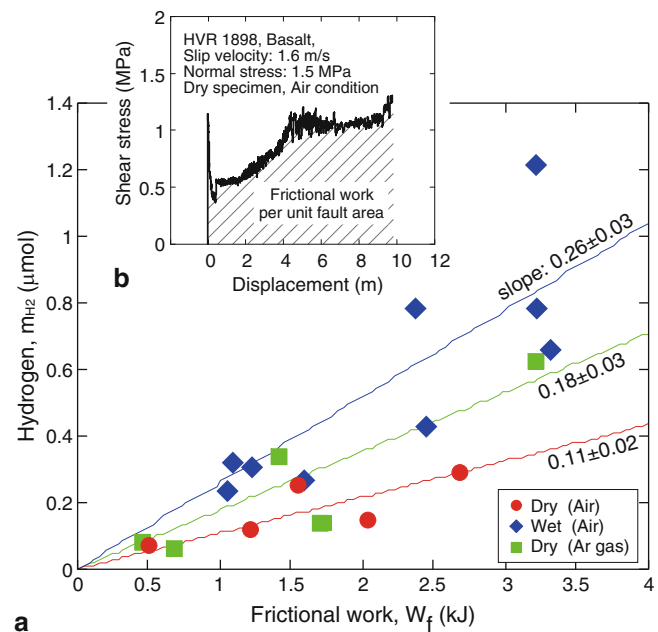 HVR 1898, Basalt,
Slip velocity: 1.6 m/s
Normal stress: 1.5 MPa
Dry specimen, Air condition
Shear stress (MPa)
2
1.5
1
0.5
0
Frictional work
per unit fault area
0 2 4 6 8 10 12
Displacement (m)
b
Hydrogen, mH2 (μmol)
1.4
1.2
1
0.8
0.6
0.4
0.2
0
slope: 0.26±0.03
0.18±0.03
0.11±0.02
Dry (Air)
Wet (Air)
Dry (Ar gas)
0 0.5 1 1.5 2 2.5 3 3.5 4
Frictional work, Wf (kJ)
a